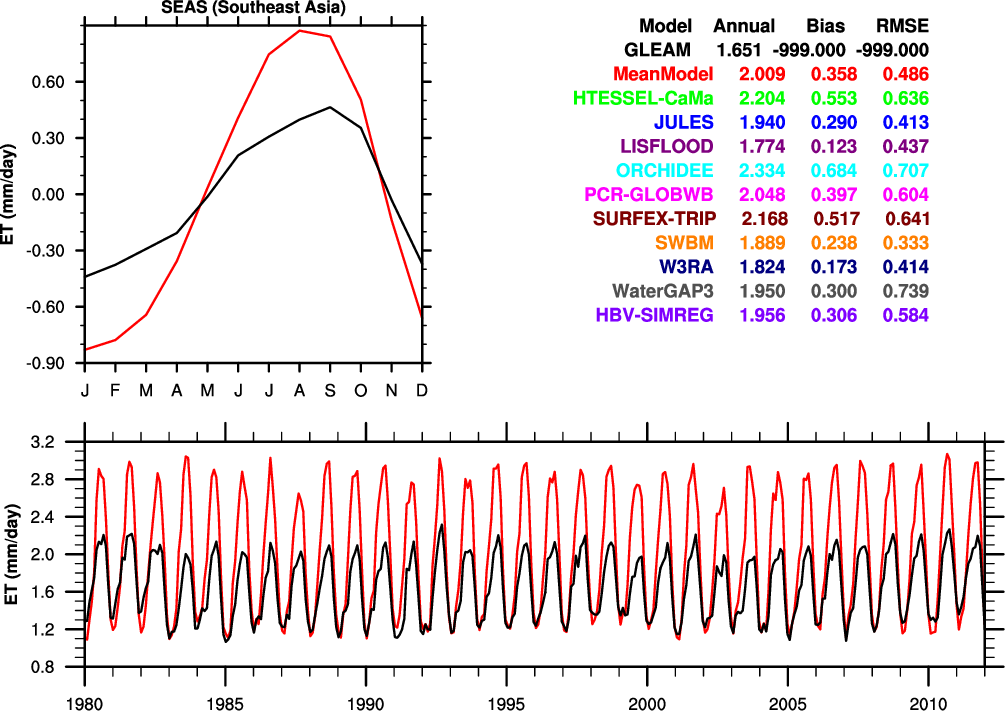 SEAS (Southeast Asia)
ET (mm/day)
0.60
0.30
0.00
-0.30
-0.60
-0.90
J F M A M J J A S O N D
Model Annual Bias RMSE
GLEAM 1.651 -999.000 -999.000
MeanModel 2.009 0.358 0.486
HTESSEL-CaMa 2.204 0.553 0.636
JULES 1.940 0.290 0.413
LISFLOOD 1.774 0.123 0.437
ORCHIDEE 2.334 0.684 0.707
PCR-GLOBWB 2.048 0.397 0.604
SURFEX-TRIP 2.168 0.517 0.641
SWBM 1.889 0.238 0.333
W3RA 1.824 0.173 0.414
WaterGAP3 1.950 0.300 0.739
HBV-SIMREG 1.956 0.306 0.584
ET (mm/day)
3.2
2.8
2.4
2.0
1.6
1.2
0.8
1980 1985 1990 1995 2000 2005 2010